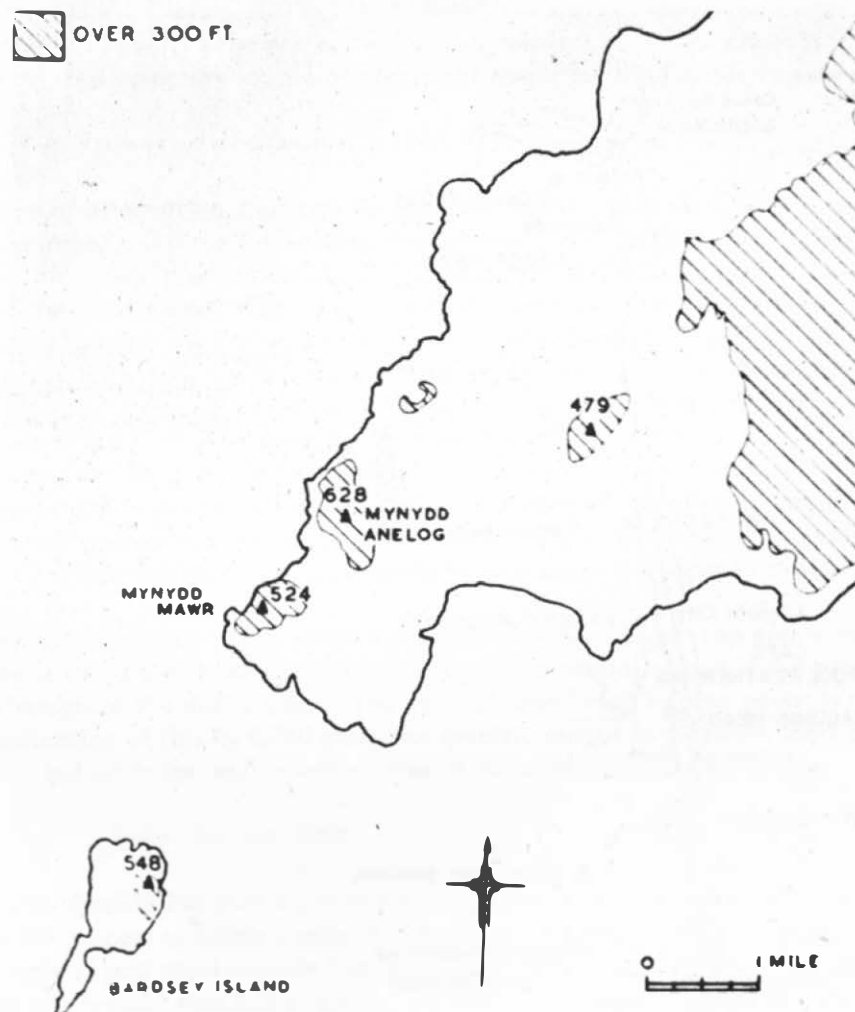 OVER 300 FT.
479
628
MYNYDD
ANELOG
MYNYDD
MAWR
524
548
BARDSEY ISLAND
0 1 MILE